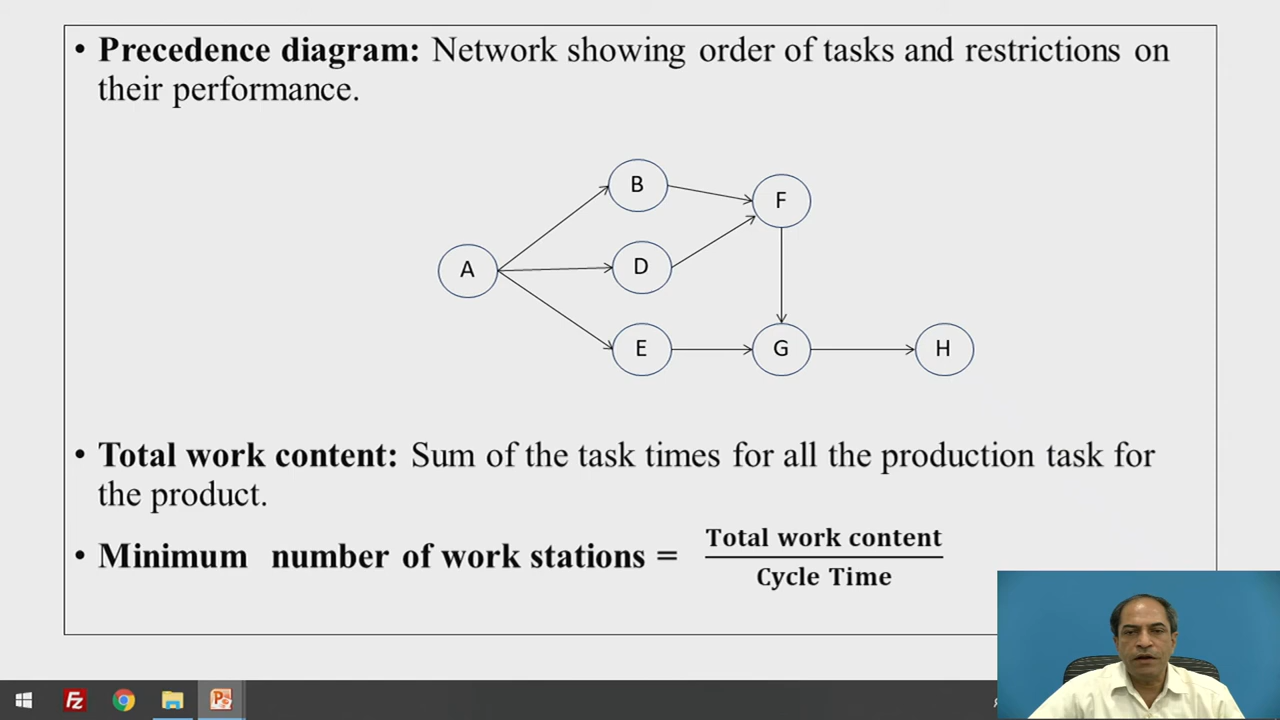 • Precedence diagram: Network showing order of tasks and restrictions on
their performance.
B
F
A
D
E
G
H
• Total work content: Sum of the task times for all the production task for
the product.
• Minimum number of work stations = Total work content
Cycle Time
Fz
P